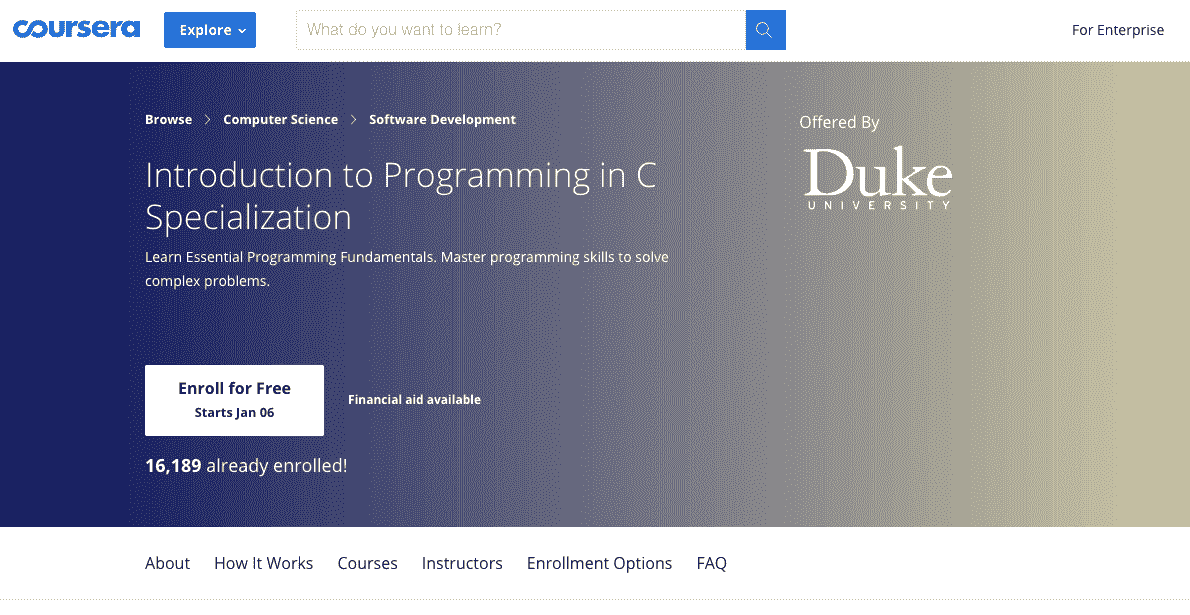 coursera
Explore
What do you want to learn?
For Enterprise
Browse > Computer Science > Software Development
Offered By
Duke
UNIVERSITY
Introduction to Programming in C
Specialization
Learn Essential Programming Fundamentals. Master programming skills to solve
complex problems.
Enroll for Free
Starts Jan 06
Financial aid available
16,189 already enrolled!
About How It Works Courses Instructors Enrollment Options FAQ